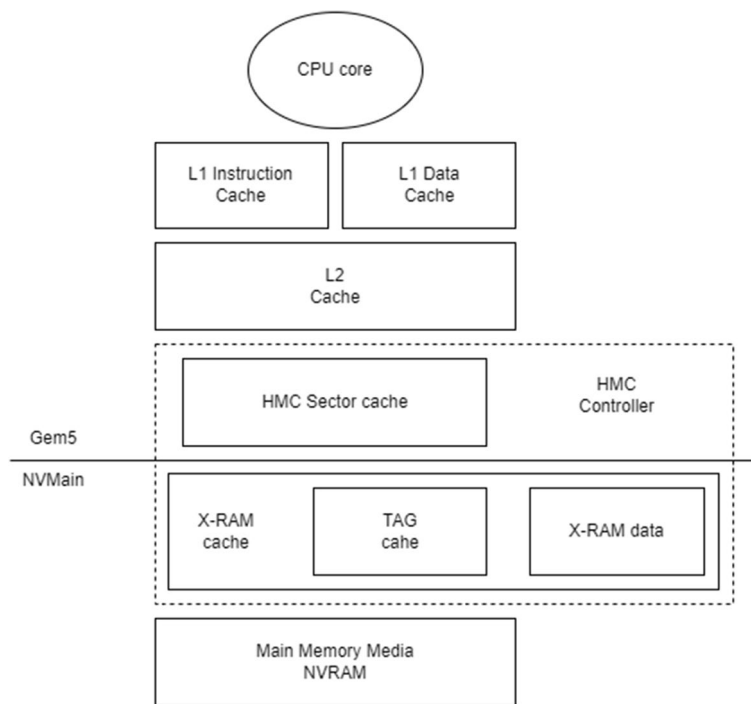 CPU core
L1 Instruction
Cache
L1 Data
Cache
L2
Cache
HMC Sector cache
HMC
Controller
Gem5
NVMain
X-RAM
cache
TAG
cahe
X-RAM data
Main Memory Media
NVRAM